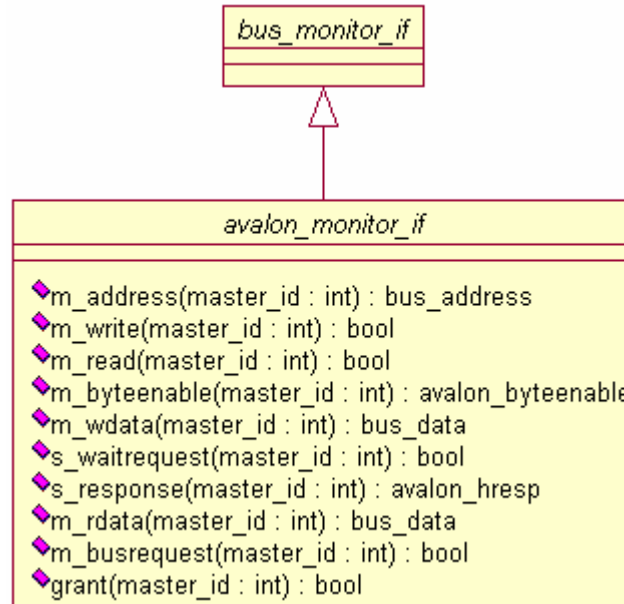 bus_monitor_if
avalon_monitor_if
m_address(master_id : int) : bus_address
m_write(master_id : int) : bool
m_read(master_id : int) : bool
m_byteenable(master_id : int) : avalon_byteenable
m_wdata(master_id : int) : bus_data
s_waitrequest(master_id : int) : bool
s_response(master_id : int) : avalon_hresp
m_rdata(master_id : int) : bus_data
m_busrequest(master_id : int) : bool
grant(master_id : int) : bool